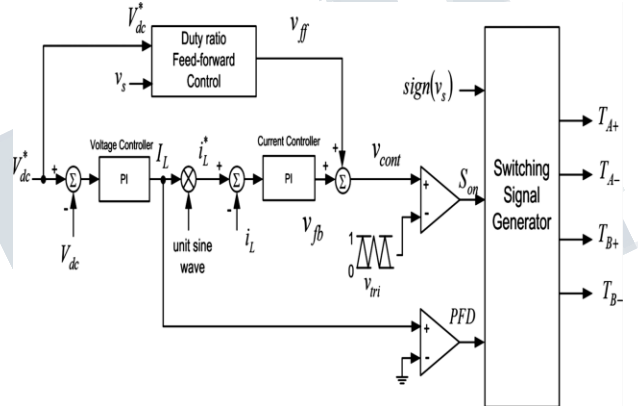 V*dc
vff
Duty ratio
Feed-forward
Control
vs
sign(vs)
TA+
Voltage Controller
IL
iL*
Current Controller
vcont
V*dc
+
Σ
PI
+
Σ
PI
+
+
Σ
+
Son
Switching
Signal
Generator
TA−
-
-
-
Vdc
unit sine
wave
iL
vfb
1
0
vtri
TB+
TB−
+
PFD
-